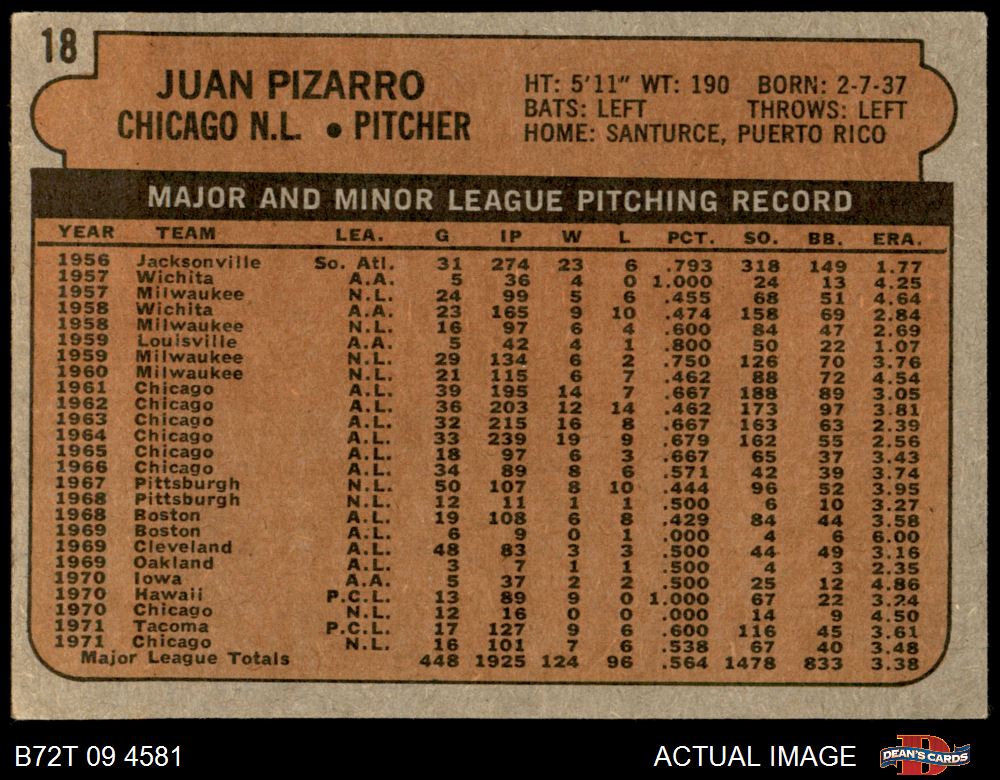 18
JUAN PIZARRO
CHICAGO N.L. • PITCHER
HT: 5'11" WT: 190 BORN: 2-7-37
BATS: LEFT THROWS: LEFT
HOME: SANTURCE, PUERTO RICO
MAJOR AND MINOR LEAGUE PITCHING RECORD
YEAR TEAM LEA. G IP W L PCT. SO. BB. ERA.
1956 Jacksonville So. Atl. 31 274 23 6 .793 318 149 1.77
1957 Wichita A.A. 5 36 4 0 1.000 24 13 4.25
1957 Milwaukee N.L. 24 99 5 6 .455 68 51 4.64
1958 Wichita A.A. 23 165 9 10 .474 158 69 2.84
1958 Milwaukee N.L. 16 97 6 4 .600 84 47 2.69
1959 Louisville A.A. 5 42 4 1 .800 50 22 1.07
1959 Milwaukee N.L. 29 134 6 2 .750 126 70 3.76
1960 Milwaukee N.L. 21 115 6 7 .462 88 72 4.54
1961 Chicago A.L. 39 195 14 7 .667 188 89 3.05
1962 Chicago A.L. 36 203 12 14 .462 173 97 3.81
1963 Chicago A.L. 32 215 16 8 .667 163 63 2.39
1964 Chicago A.L. 33 239 19 9 .679 162 55 2.56
1965 Chicago A.L. 18 97 6 3 .667 65 37 3.43
1966 Chicago A.L. 34 89 8 6 .571 42 39 3.74
1967 Pittsburgh N.L. 50 107 8 10 .444 96 52 3.95
1968 Pittsburgh N.L. 12 11 1 1 .500 6 10 3.27
1968 Boston A.L. 19 108 6 8 .429 84 44 3.58
1969 Boston A.L. 6 9 0 1 .000 4 6 6.00
1969 Cleveland A.L. 48 83 3 3 .500 44 49 3.16
1969 Oakland A.L. 3 7 1 1 .500 4 3 2.35
1970 Iowa A.A. 5 37 2 2 .500 25 12 4.86
1970 Hawaii P.C.L. 13 89 9 0 1.000 67 22 3.24
1970 Chicago N.L. 12 16 0 0 .000 14 9 4.50
1971 Tacoma P.C.L. 17 127 9 6 .600 116 45 3.61
1971 Chicago N.L. 16 101 7 6 .538 67 40 3.48
Major League Totals 448 1925 124 96 .564 1478 833 3.38
B72T 09 4581
ACTUAL IMAGE
DEAN'S CARDS